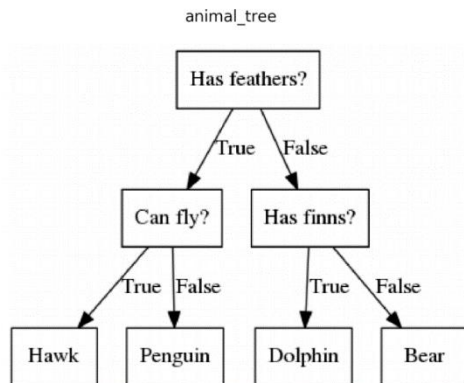 animal_tree
Has feathers?
True False
Can fly? Has finns?
True False True False
Hawk Penguin Dolphin Bear